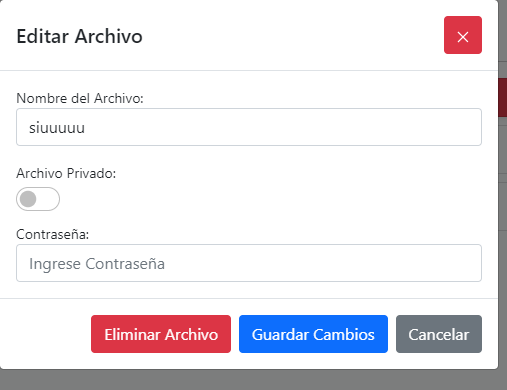 Editar Archivo
Nombre del Archivo:
siuuuuu
Archivo Privado:
Contraseña:
Ingrese Contraseña
Eliminar Archivo Guardar Cambios Cancelar